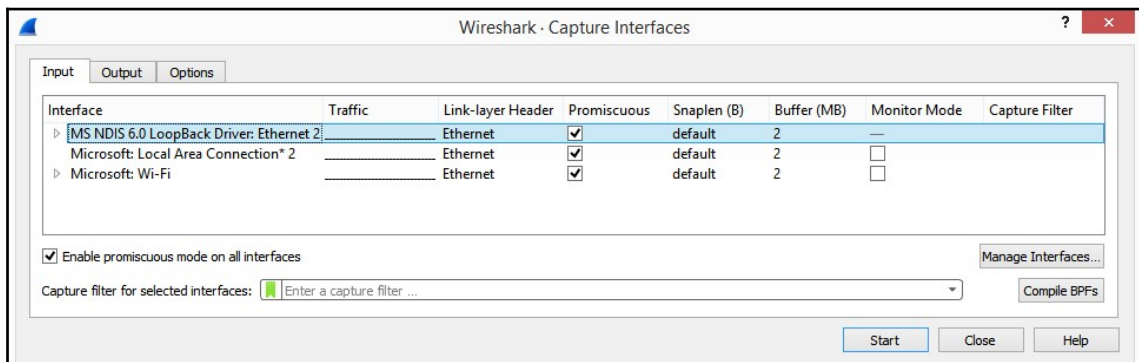 Wireshark · Capture Interfaces ? ×
Input Output Options
Interface Traffic Link-layer Header Promiscuous Snaplen (B) Buffer (MB) Monitor Mode Capture Filter
MS NDIS 6.0 LoopBack Driver: Ethernet 2 Ethernet default 2 —
Microsoft: Local Area Connection* 2 Ethernet default 2
Microsoft: Wi-Fi Ethernet default 2
Enable promiscuous mode on all interfaces Manage Interfaces...
Capture filter for selected interfaces: Enter a capture filter ... Compile BPFs
Start Close Help